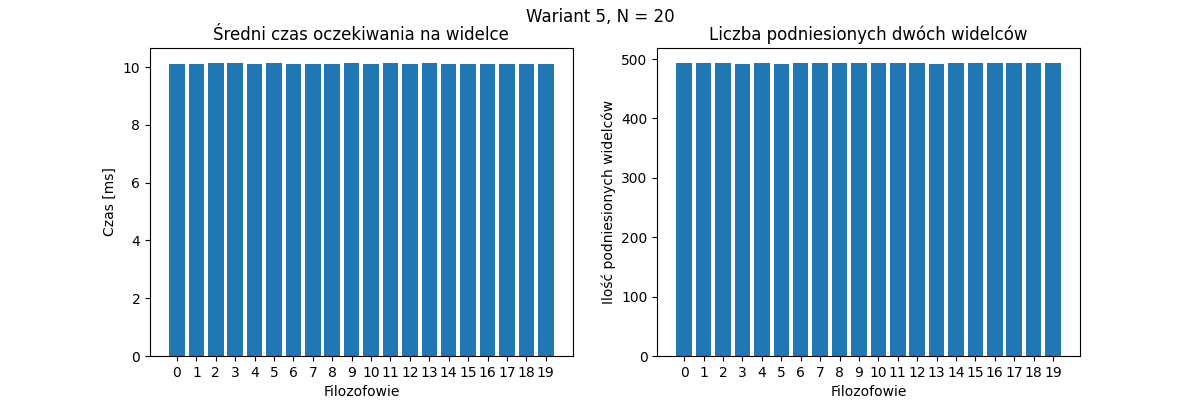 Wariant 5, N = 20
Średni czas oczekiwania na widelce
10
8
6
4
2
0
Czas [ms]
0 1 2 3 4 5 6 7 8 9 10 11 12 13 14 15 16 17 18 19
Filozofowie
Liczba podniesionych dwóch widelców
500
400
300
200
100
0
Ilość podniesionych widelców
0 1 2 3 4 5 6 7 8 9 10 11 12 13 14 15 16 17 18 19
Filozofowie